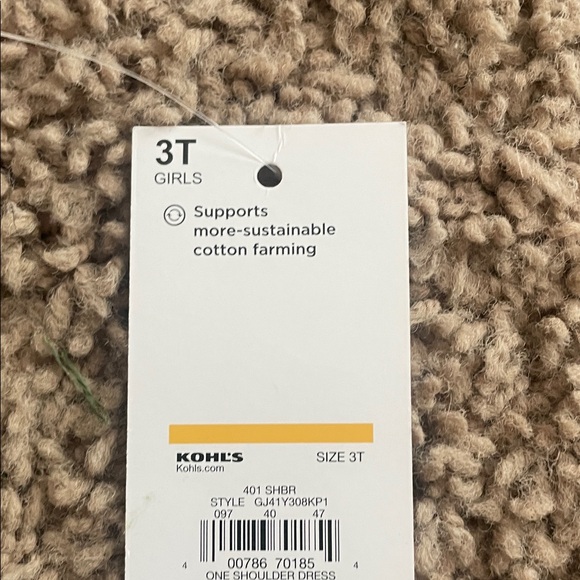 3T
GIRLS
Supports
more-sustainable
cotton farming
KOHL'S SIZE 3T
Kohls.com
401 SHBR
STYLE GJ41Y308KP1
097 40 47
4 00786 70185 4
ONE SHOULDER DRESS